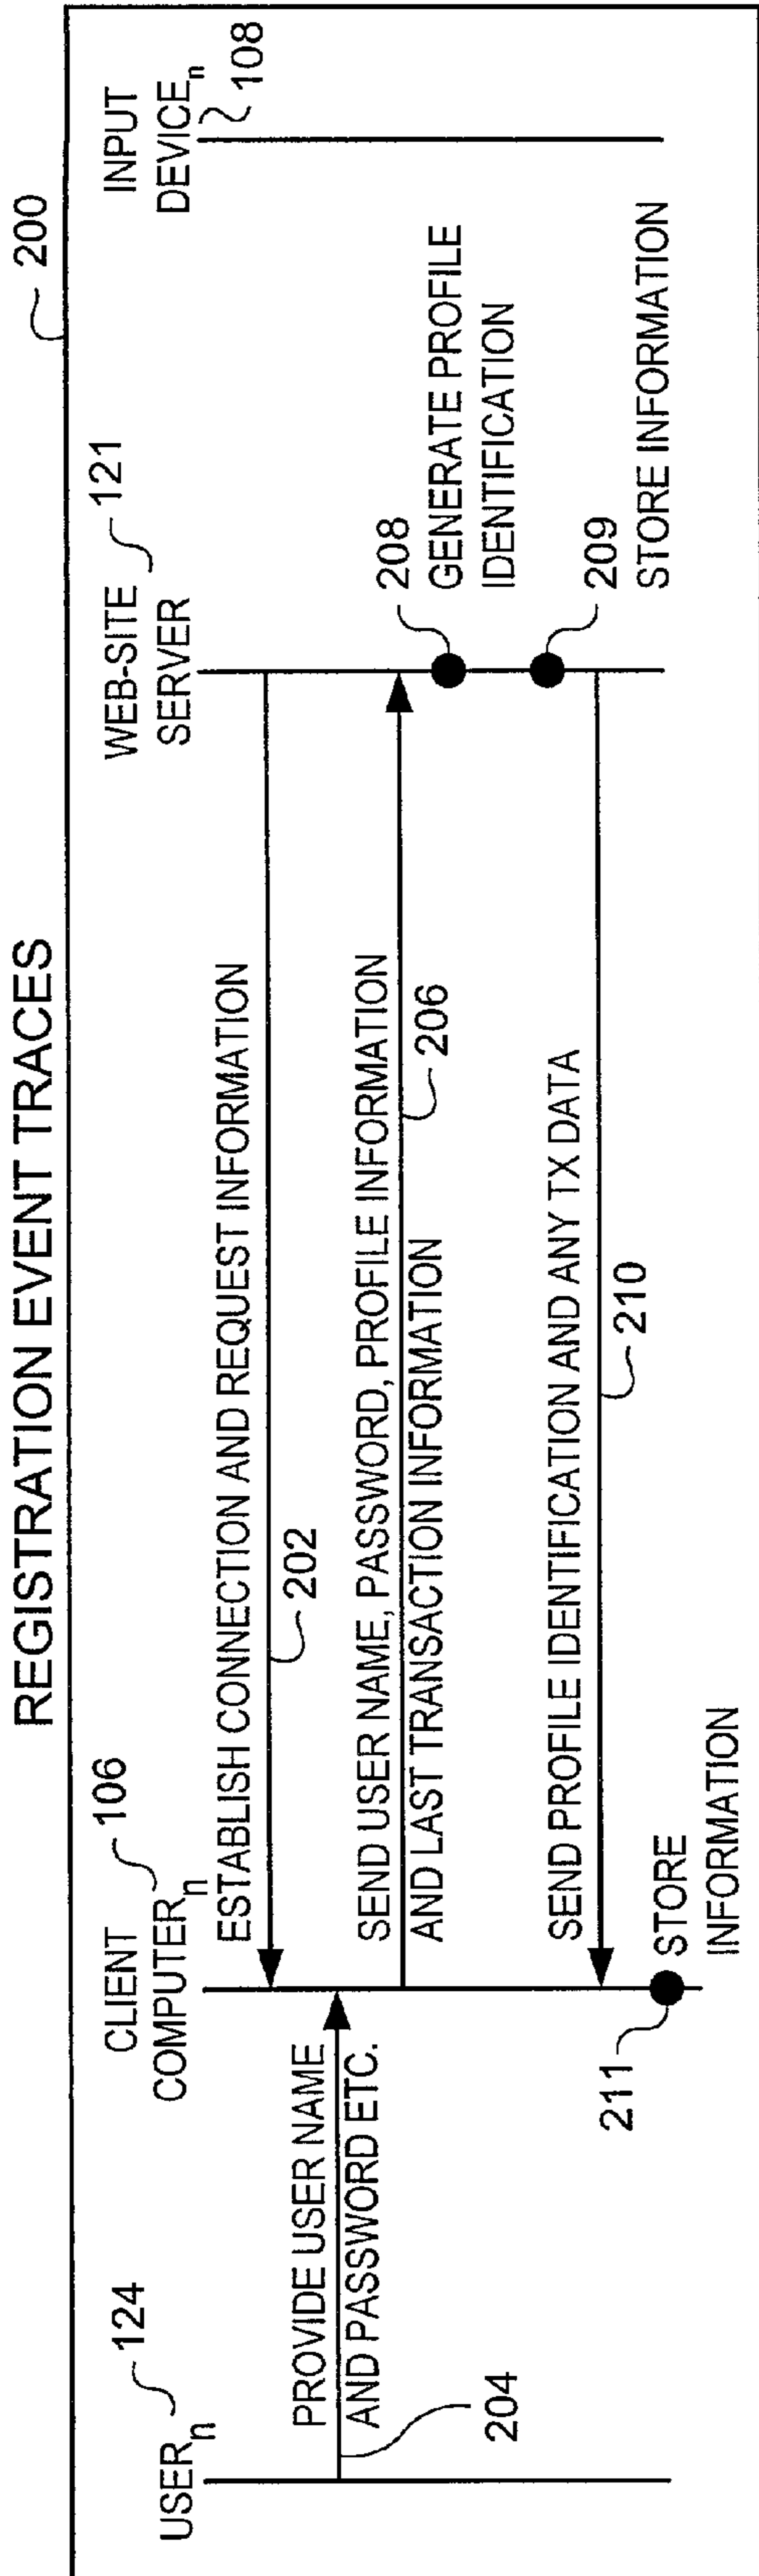 REGISTRATION EVENT TRACES
200
USERn
124
CLIENT
COMPUTERn
106
WEB-SITE
SERVER
121
INPUT
DEVICEn
108
ESTABLISH CONNECTION AND REQUEST INFORMATION
202
PROVIDE USER NAME
AND PASSWORD ETC.
204
SEND USER NAME, PASSWORD, PROFILE INFORMATION
AND LAST TRANSACTION INFORMATION
206
208
GENERATE PROFILE
IDENTIFICATION
209
STORE INFORMATION
SEND PROFILE IDENTIFICATION AND ANY TX DATA
210
211
STORE
INFORMATION